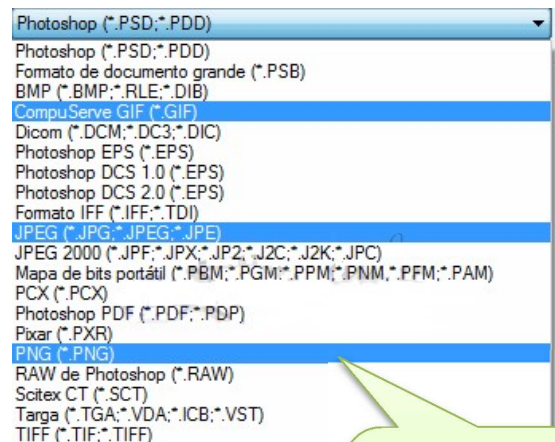 Photoshop (*.PSD;*.PDD)
Photoshop (*.PSD;*.PDD)
Formato de documento grande (*.PSB)
BMP (*.BMP;*.RLE;*.DIB)
CompuServe GIF (*.GIF)
Dicom (*.DCM;*.DC3;*.DIC)
Photoshop EPS (*.EPS)
Photoshop DCS 1.0 (*.EPS)
Photoshop DCS 2.0 (*.EPS)
Formato IFF (*.IFF;*.TDI)
JPEG (*.JPG;*.JPEG;*.JPE)
JPEG 2000 (*.JPF;*.JPX;*.JP2;*.J2C;*.J2K;*.JPC)
Mapa de bits portátil (*.PBM;*.PGM;*.PPM;*.PNM,*.PFM;*.PAM)
PCX (*.PCX)
Photoshop PDF (*.PDF;*.PDP)
Pixar (*.PXR)
PNG (*.PNG)
RAW de Photoshop (*.RAW)
Scitex CT (*.SCT)
Targa (*.TGA;*.VDA;*.ICB;*.VST)
TIFF (*.TIF;*.TIFF)